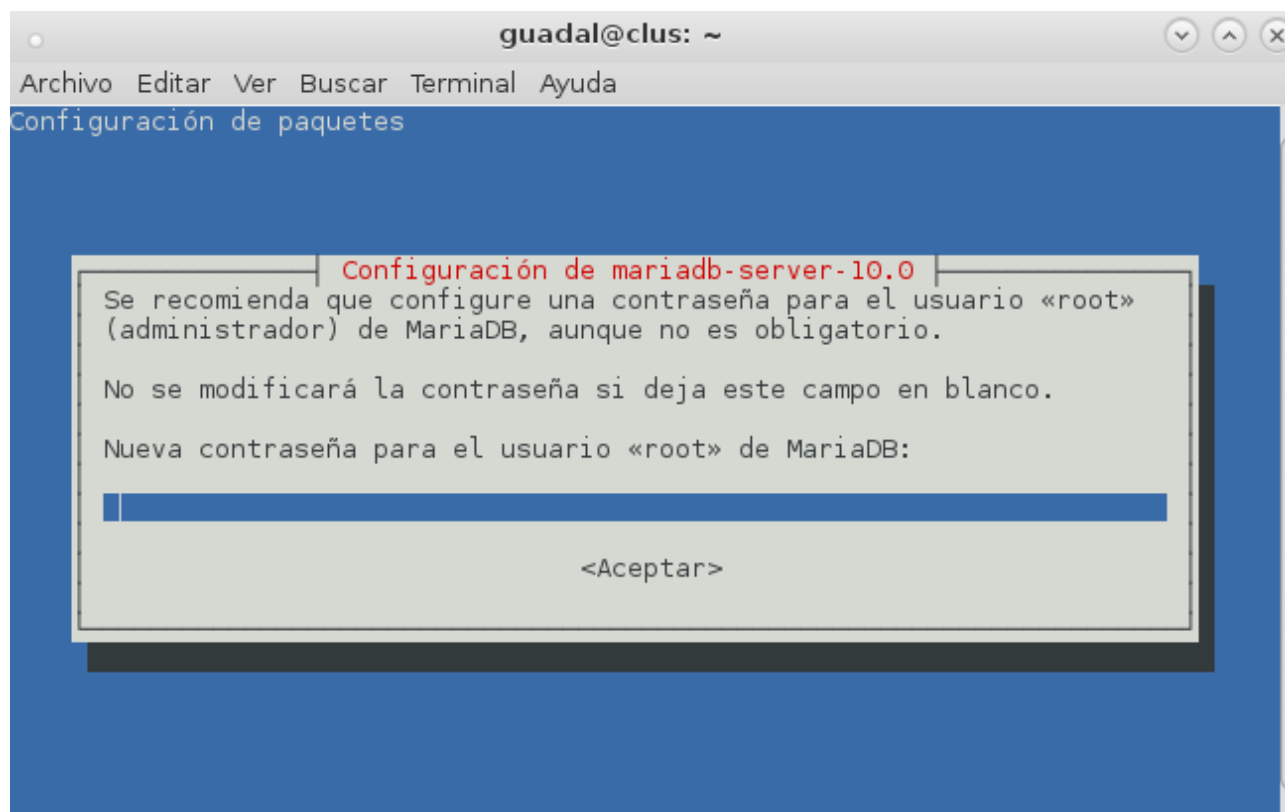 guadal@clus: ~
Archivo Editar Ver Buscar Terminal Ayuda
Configuración de paquetes
Configuración de mariadb-server-10.0
Se recomienda que configure una contraseña para el usuario «root»
(administrador) de MariaDB, aunque no es obligatorio.
No se modificará la contraseña si deja este campo en blanco.
Nueva contraseña para el usuario «root» de MariaDB:
<Aceptar>